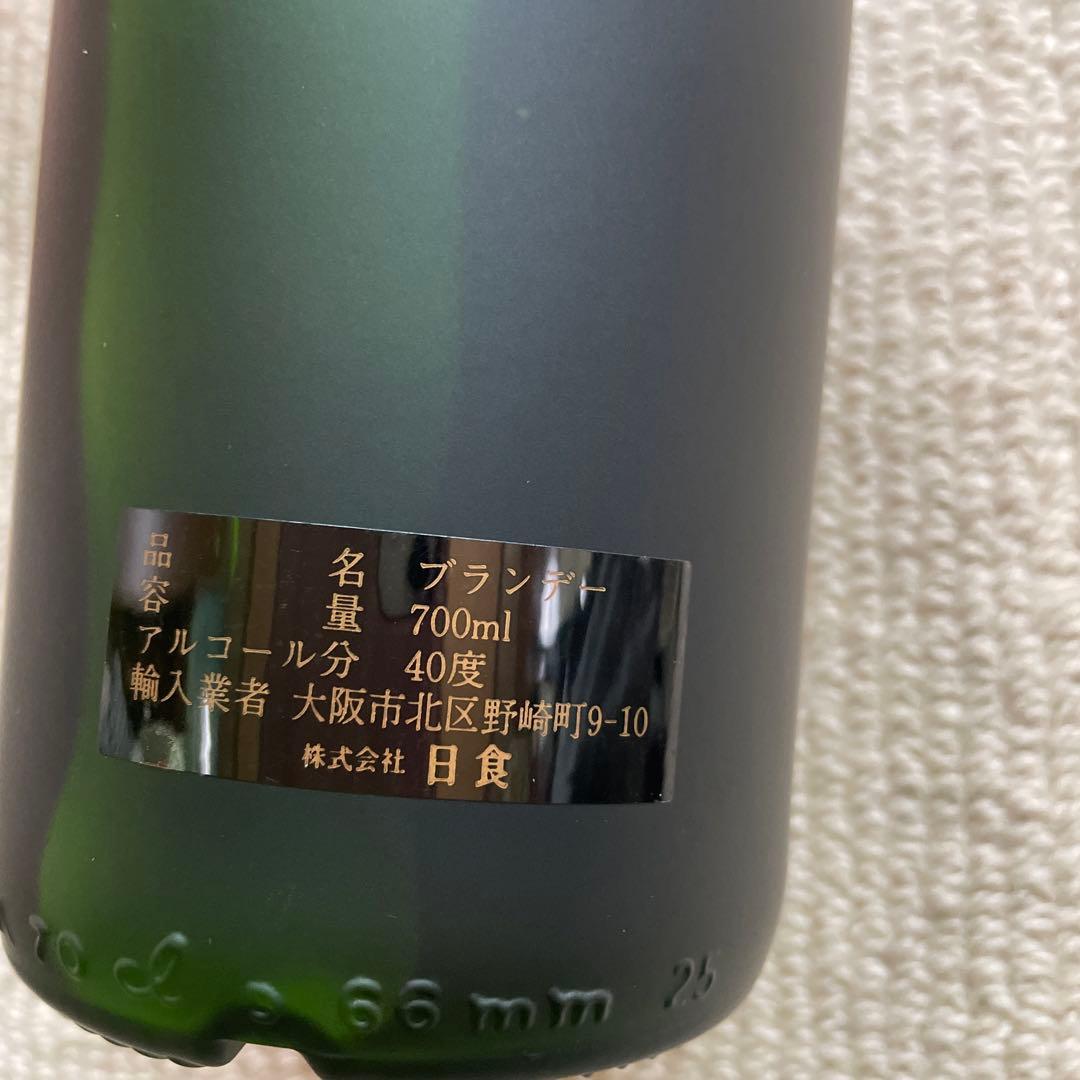 品名 ブランデー
容量 700ml
アルコール分 40度
輸入業者 大阪市北区野崎町9-10
株式会社 日食
66mm 25